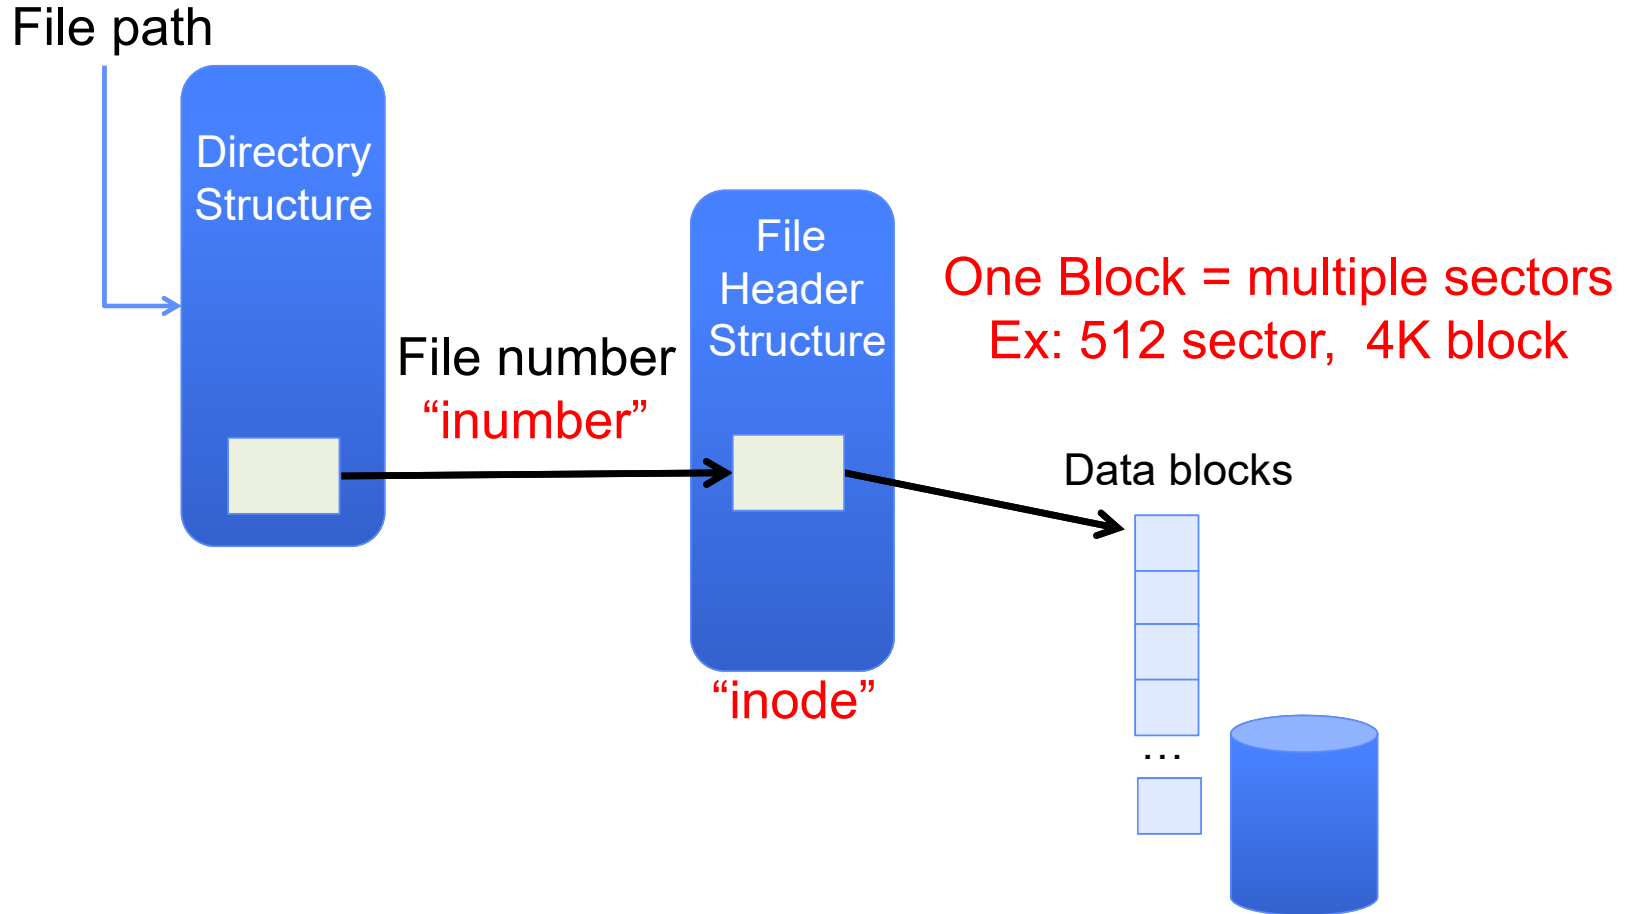 File path
Directory
Structure
File number
“inumber”
File
Header
Structure
“inode”
One Block = multiple sectors
Ex: 512 sector, 4K block
Data blocks
...